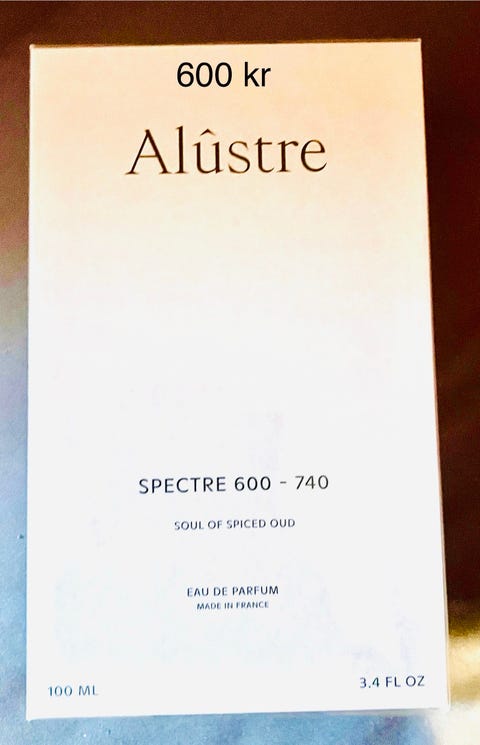 600 kr
Alûstre
SPECTRE 600 - 740
SOUL OF SPICED OUD
EAU DE PARFUM
MADE IN FRANCE
100 ML
3.4 FL OZ